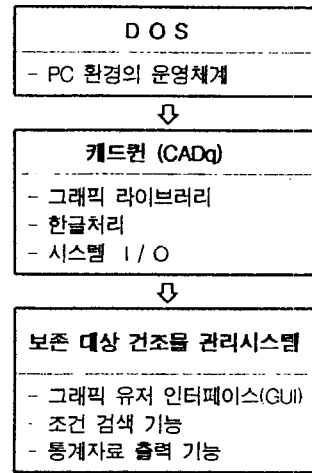 D O S
- PC 환경의 운영체계
캐드퀸 (CADq)
- 그래픽 라이브러리
- 한글처리
- 시스템 I / O
보존 대상 건조물 관리시스템
- 그래픽 유저 인터페이스(GUI)
- 조건 검색 기능
- 통계자료 출력 기능